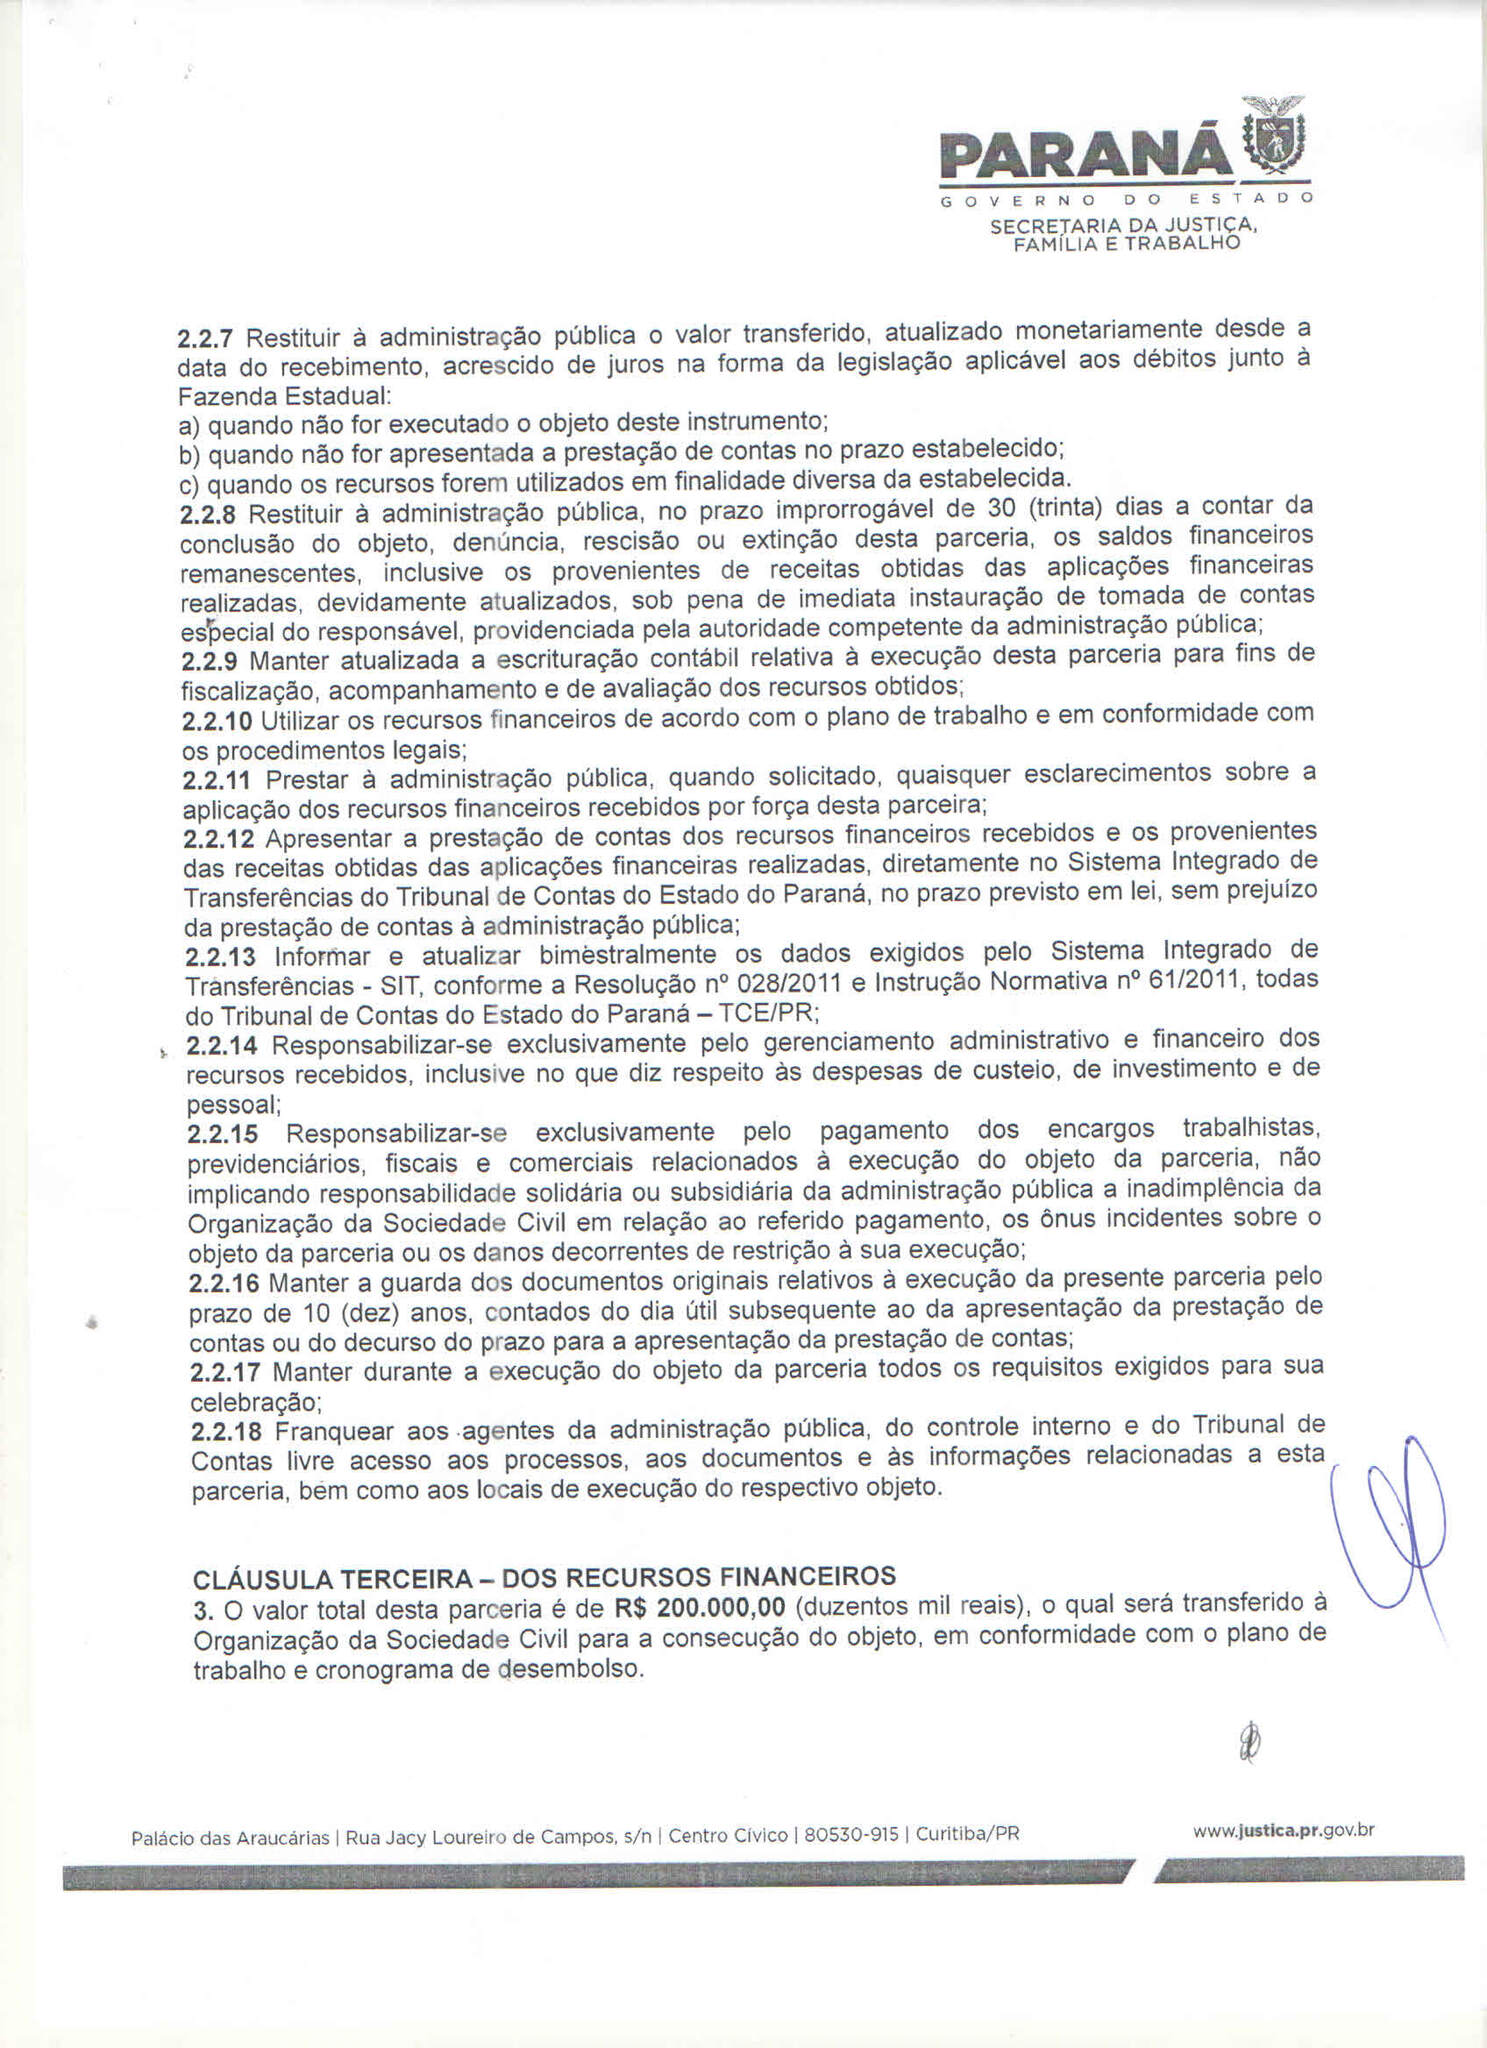 PARANÁ
GOVERNO DO ESTADO
SECRETARIA DA JUSTIÇA,
FAMÍLIA E TRABALHO
2.2.7 Restituir à administração pública o valor transferido, atualizado monetariamente desde a
data do recebimento, acrescido de juros na forma da legislação aplicável aos débitos junto à
Fazenda Estadual:
a) quando não for executado o objeto deste instrumento;
b) quando não for apresentada a prestação de contas no prazo estabelecido;
c) quando os recursos forem utilizados em finalidade diversa da estabelecida.
2.2.8 Restituir à administração pública, no prazo improrrogável de 30 (trinta) dias a contar da
conclusão do objeto, denúncia, rescisão ou extinção desta parceria, os saldos financeiros
remanescentes, inclusive os provenientes de receitas obtidas das aplicações financeiras
realizadas, devidamente atualizados, sob pena de imediata instauração de tomada de contas
especial do responsável, providenciada pela autoridade competente da administração pública;
2.2.9 Manter atualizada a escrituração contábil relativa à execução desta parceria para fins de
fiscalização, acompanhamento e de avaliação dos recursos obtidos;
2.2.10 Utilizar os recursos financeiros de acordo com o plano de trabalho e em conformidade com
os procedimentos legais;
2.2.11 Prestar à administração pública, quando solicitado, quaisquer esclarecimentos sobre a
aplicação dos recursos financeiros recebidos por força desta parceira;
2.2.12 Apresentar a prestação de contas dos recursos financeiros recebidos e os provenientes
das receitas obtidas das aplicações financeiras realizadas, diretamente no Sistema Integrado de
Transferências do Tribunal de Contas do Estado do Paraná, no prazo previsto em lei, sem prejuízo
da prestação de contas à administração pública;
2.2.13 Informar e atualizar bimestralmente os dados exigidos pelo Sistema Integrado de
Transferências - SIT, conforme a Resolução nº 028/2011 e Instrução Normativa nº 61/2011, todas
do Tribunal de Contas do Estado do Paraná – TCE/PR;
2.2.14 Responsabilizar-se exclusivamente pelo gerenciamento administrativo e financeiro dos
recursos recebidos, inclusive no que diz respeito às despesas de custeio, de investimento e de
pessoal;
2.2.15 Responsabilizar-se exclusivamente pelo pagamento dos encargos trabalhistas,
previdenciários, fiscais e comerciais relacionados à execução do objeto da parceria, não
implicando responsabilidade solidária ou subsidiária da administração pública a inadimplência da
Organização da Sociedade Civil em relação ao referido pagamento, os ônus incidentes sobre o
objeto da parceria ou os danos decorrentes de restrição à sua execução;
2.2.16 Manter a guarda dos documentos originais relativos à execução da presente parceria pelo
prazo de 10 (dez) anos, contados do dia útil subsequente ao da apresentação da prestação de
contas ou do decurso do prazo para a apresentação da prestação de contas;
2.2.17 Manter durante a execução do objeto da parceria todos os requisitos exigidos para sua
celebração;
2.2.18 Franquear aos agentes da administração pública, do controle interno e do Tribunal de
Contas livre acesso aos processos, aos documentos e às informações relacionadas a esta
parceria, bem como aos locais de execução do respectivo objeto.
CLÁUSULA TERCEIRA – DOS RECURSOS FINANCEIROS
3. O valor total desta parceria é de R$ 200.000,00 (duzentos mil reais), o qual será transferido à
Organização da Sociedade Civil para a consecução do objeto, em conformidade com o plano de
trabalho e cronograma de desembolso.
Palácio das Araucárias | Rua Jacy Loureiro de Campos, s/n | Centro Cívico | 80530-915 | Curitiba/PR
www.justica.pr.gov.br